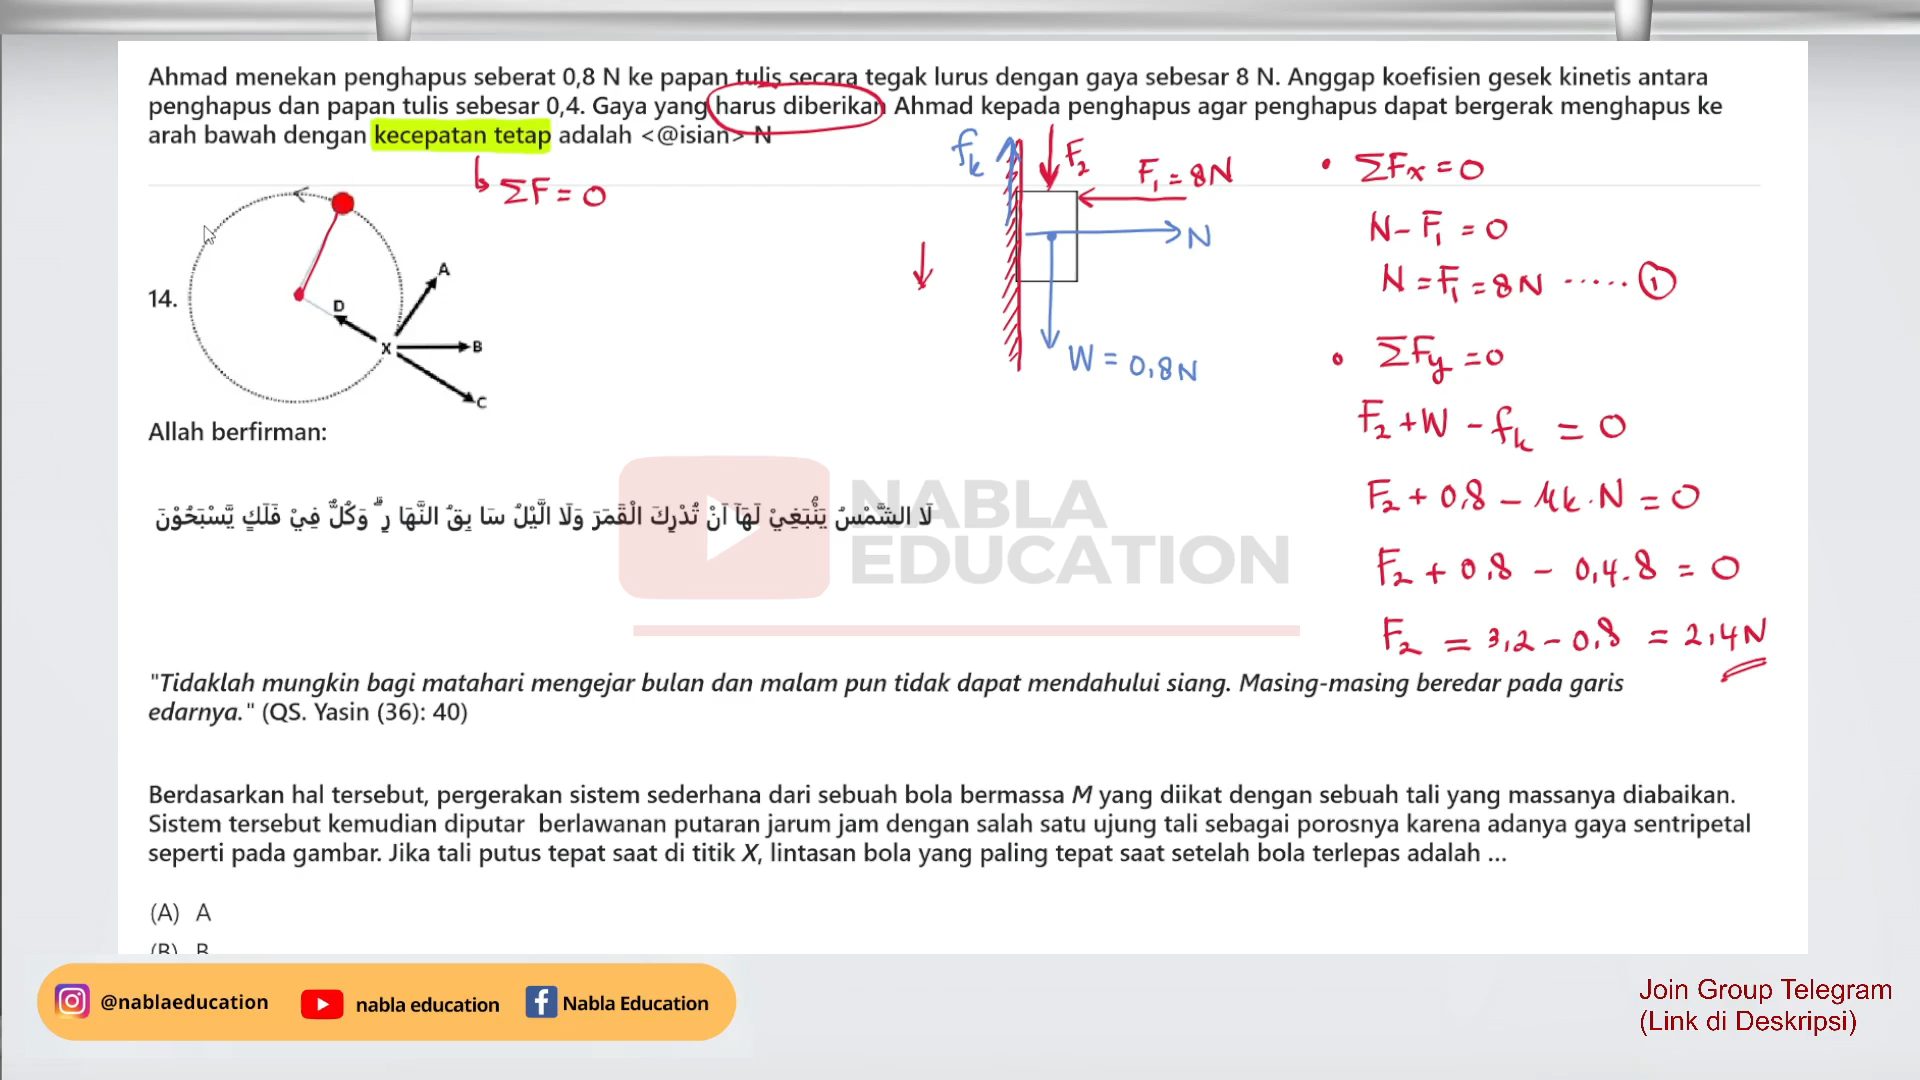 Ahmad menekan penghapus seberat 0,8 N ke papan tulis secara tegak lurus dengan gaya sebesar 8 N. Anggap koefisien gesek kinetis antara
penghapus dan papan tulis sebesar 0,4. Gaya yang harus diberikan Ahmad kepada penghapus agar penghapus dapat bergerak menghapus ke
arah bawah dengan kecepatan tetap adalah <@isian> N
ΣF = 0
fk
F2
F1 = 8N
N
W = 0,8N
• ΣFx = 0
N - F1 = 0
N = F1 = 8N ..... ①
• ΣFy = 0
F2 + W - fk = 0
F2 + 0.8 - μk . N = 0
F2 + 0.8 - 0,4 . 8 = 0
F2 = 3,2 - 0,8 = 2,4N
14.
A
D
X
B
C
Allah berfirman:
لَا الشَّمْسُ يَنْۢبَغِيْ لَهَاۤ اَنْ تُدْرِكَ الْقَمَرَ وَلَا الَّيْلُ سَا بِقُ النَّهَا رِ ۗ وَكُلٌّ فِيْ فَلَكٍ يَّسْبَحُوْنَ
NABLA
EDUCATION
"Tidaklah mungkin bagi matahari mengejar bulan dan malam pun tidak dapat mendahului siang. Masing-masing beredar pada garis
edarnya." (QS. Yasin (36): 40)
Berdasarkan hal tersebut, pergerakan sistem sederhana dari sebuah bola bermassa M yang diikat dengan sebuah tali yang massanya diabaikan.
Sistem tersebut kemudian diputar berlawanan putaran jarum jam dengan salah satu ujung tali sebagai porosnya karena adanya gaya sentripetal
seperti pada gambar. Jika tali putus tepat saat di titik X, lintasan bola yang paling tepat saat setelah bola terlepas adalah ...
(A) A
(B) B
@nablaeducation
nabla education
Nabla Education
Join Group Telegram
(Link di Deskripsi)